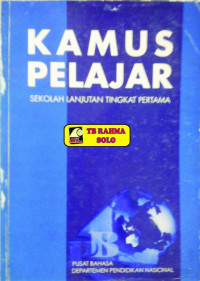 KAMUS
PELAJAR
SEKOLAH LANJUTAN TINGKAT PERTAMA
TB RAHMA
SOLO
PUSAT BAHASA
DEPARTEMEN PENDIDIKAN NASIONAL